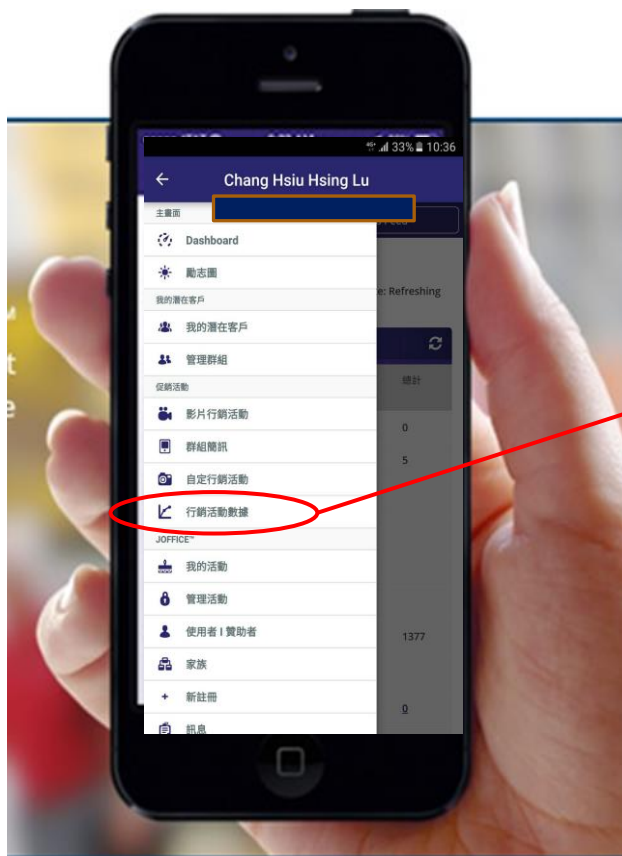 33% 10:36
Chang Hsiu Hsing Lu
主畫面
Dashboard
勵志圖
e: Refreshing
我的潛在客戶
我的潛在客戶
管理群組
促銷活動
總計
影片行銷活動
0
群組簡訊
5
自定行銷活動
行銷活動數據
JOFFICE™
我的活動
管理活動
使用者 I 贊助者
1377
家族
新註冊
0
訊息